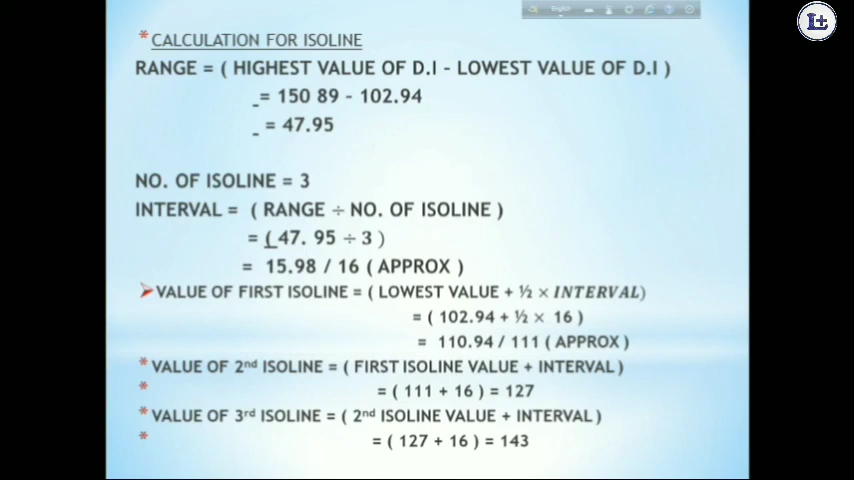 English
L+
* CALCULATION FOR ISOLINE
RANGE = ( HIGHEST VALUE OF D.I – LOWEST VALUE OF D.I )
= 150 89 – 102.94
= 47.95
NO. OF ISOLINE = 3
INTERVAL = ( RANGE ÷ NO. OF ISOLINE )
= ( 47. 95 ÷ 3 )
= 15.98 / 16 ( APPROX )
➢ VALUE OF FIRST ISOLINE = ( LOWEST VALUE + ½ × INTERVAL)
= ( 102.94 + ½ × 16 )
= 110.94 / 111 ( APPROX )
* VALUE OF 2nd ISOLINE = ( FIRST ISOLINE VALUE + INTERVAL )
* = ( 111 + 16 ) = 127
* VALUE OF 3rd ISOLINE = ( 2nd ISOLINE VALUE + INTERVAL )
* = ( 127 + 16 ) = 143